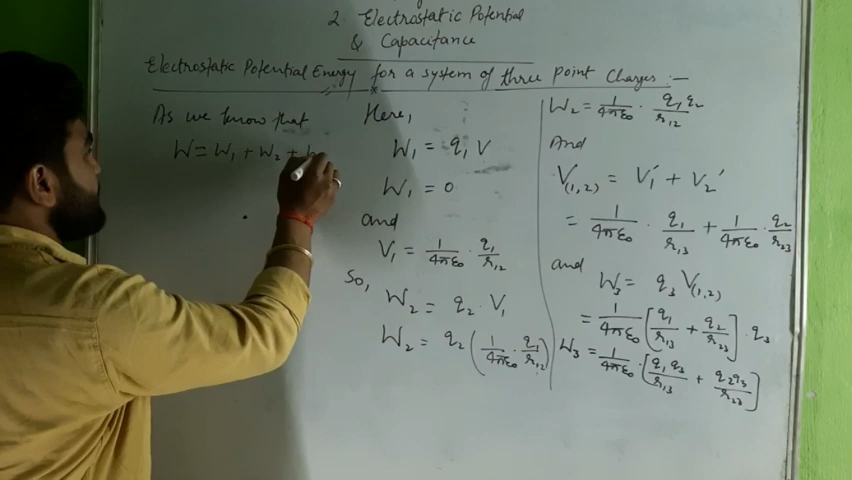 2. Electrostatic Potential
& Capacitance
Electrostatic Potential Energy for a system of three point Charges :-
As we know that
W = W₁ + W₂ +
Here,
W₁ = q₁ V
W₁ = 0
and
V₁ = 1/4πε₀ · q₁/r₁₂
So,
W₂ = q₂ · V₁
W₂ = q₂ (1/4πε₀ · q₁/r₁₂)
W₂ = 1/4πε₀ · q₁q₂/r₁₂
And
V₍₁,₂₎ = V₁′ + V₂′
= 1/4πε₀ · q₁/r₁₃ + 1/4πε₀ · q₂/r₂₃
and
W₃ = q₃ V₍₁,₂₎
= 1/4πε₀ [q₁/r₁₃ + q₂/r₂₃] · q₃
W₃ = 1/4πε₀ · [q₁q₃/r₁₃ + q₂q₃/r₂₃]